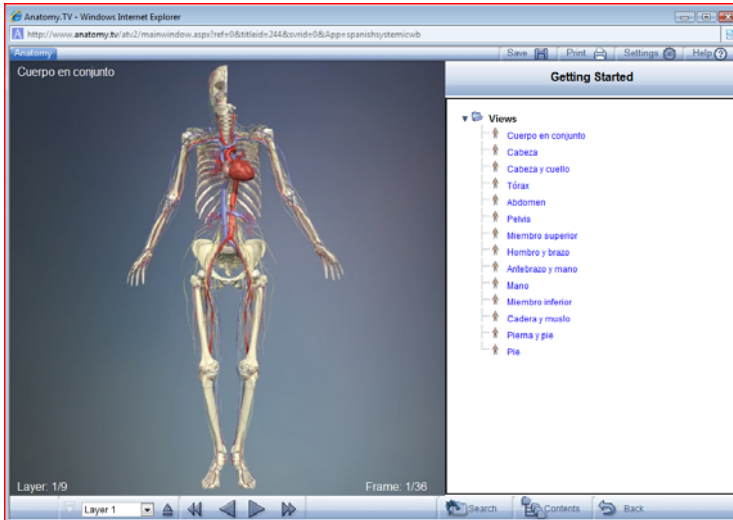 Anatomy.TV - Windows Internet Explorer
http://www.anatomy.tv/atv2/mainwindow.aspx?ref=0&titleid=244&svride=0&App=spanishsystemicwb
Anatomy
Save Print Settings Help
Cuerpo en conjunto
Getting Started
Views
Cuerpo en conjunto
Cabeza
Cabeza y cuello
Tórax
Abdomen
Pelvis
Miembro superior
Hombro y brazo
Antebrazo y mano
Mano
Miembro inferior
Cadera y muslo
Pierna y pie
Pie
Layer: 1/9
Frame: 1/36
Layer 1
Search Contents Back